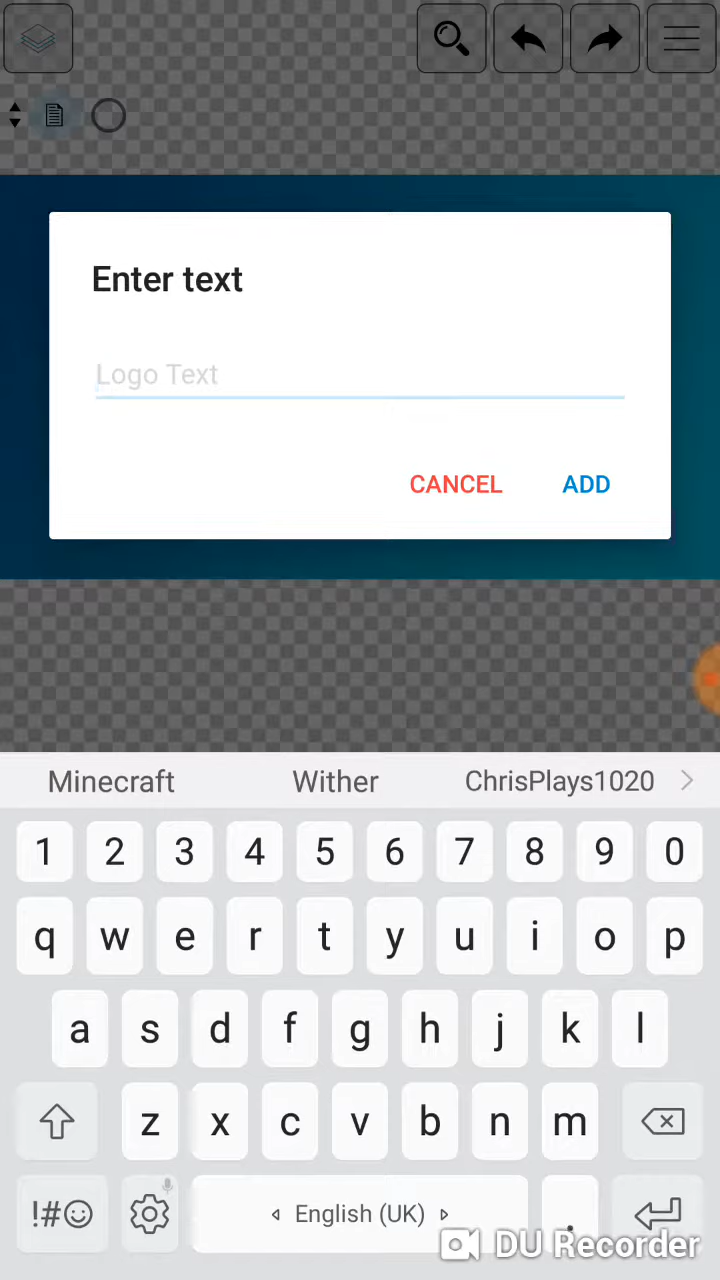 Enter text
Logo Text
CANCEL ADD
Minecraft Wither ChrisPlays1020
1 2 3 4 5 6 7 8 9 0
q w e r t y u i o p
a s d f g h j k l
z x c v b n m
!#☺ English (UK) .
DU Recorder